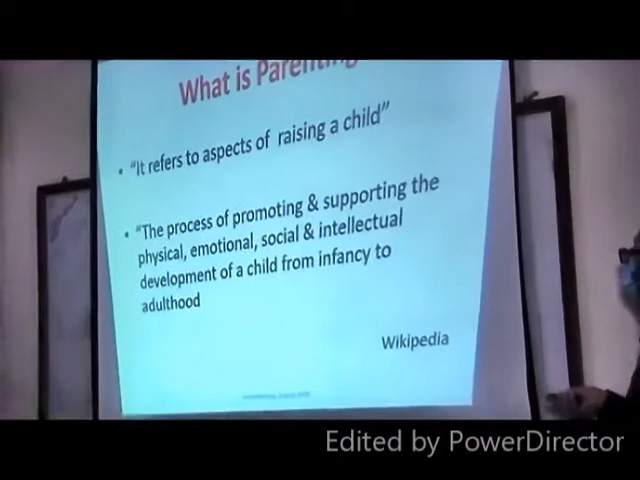 What is Parenting
• "It refers to aspects of raising a child"
• "The process of promoting & supporting the
physical, emotional, social & intellectual
development of a child from infancy to
adulthood
Wikipedia
Edited by PowerDirector